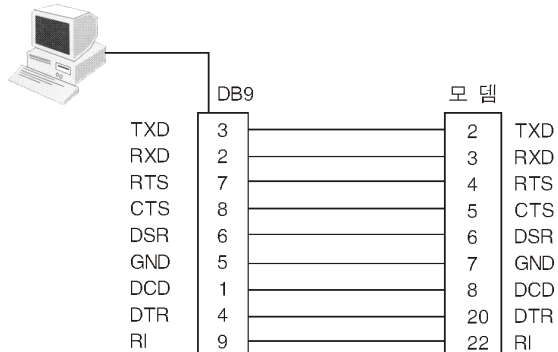 DB9 모 뎀
TXD 3 2 TXD
RXD 2 3 RXD
RTS 7 4 RTS
CTS 8 5 CTS
DSR 6 6 DSR
GND 5 7 GND
DCD 1 8 DCD
DTR 4 20 DTR
RI 9 22 RI